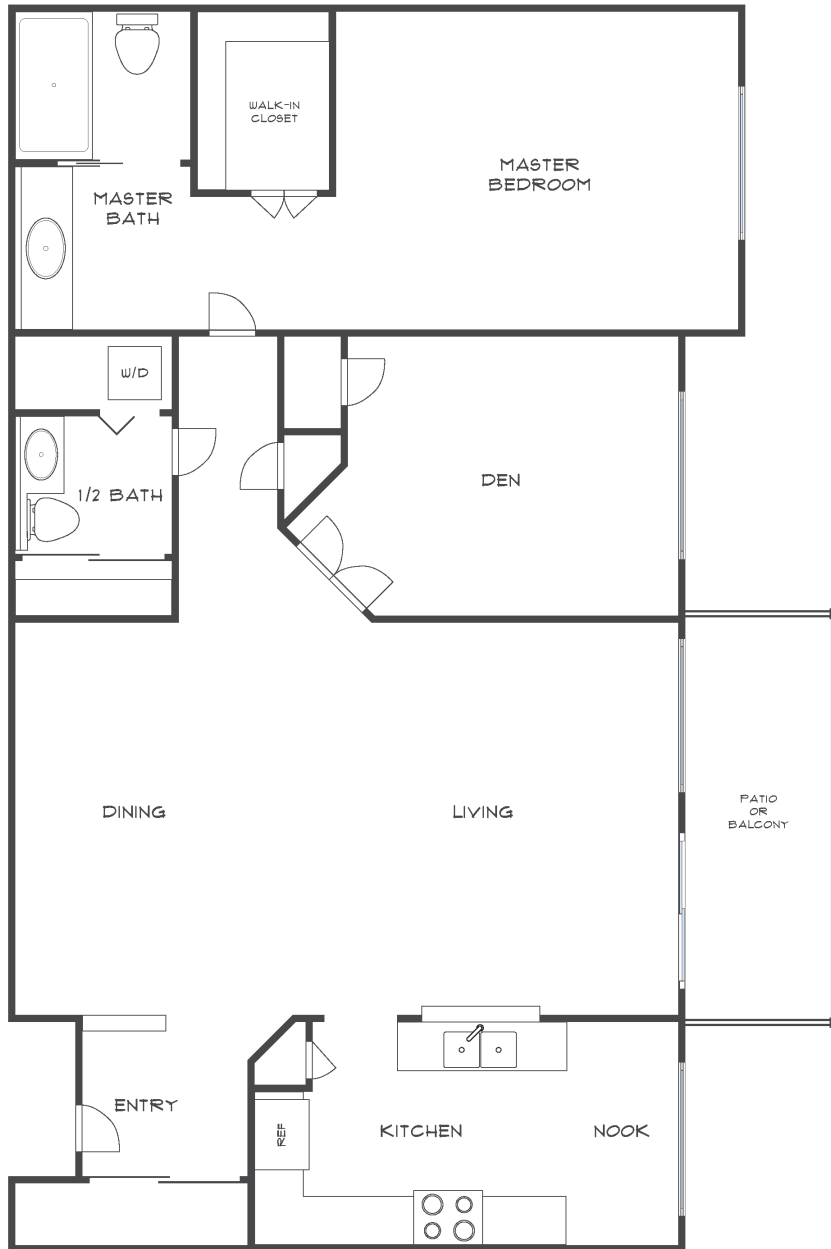 WALK-IN
CLOSET
MASTER
BEDROOM
MASTER
BATH
W/D
DEN
1/2 BATH
DINING
LIVING
PATIO
OR
BALCONY
ENTRY
REF
KITCHEN
NOOK